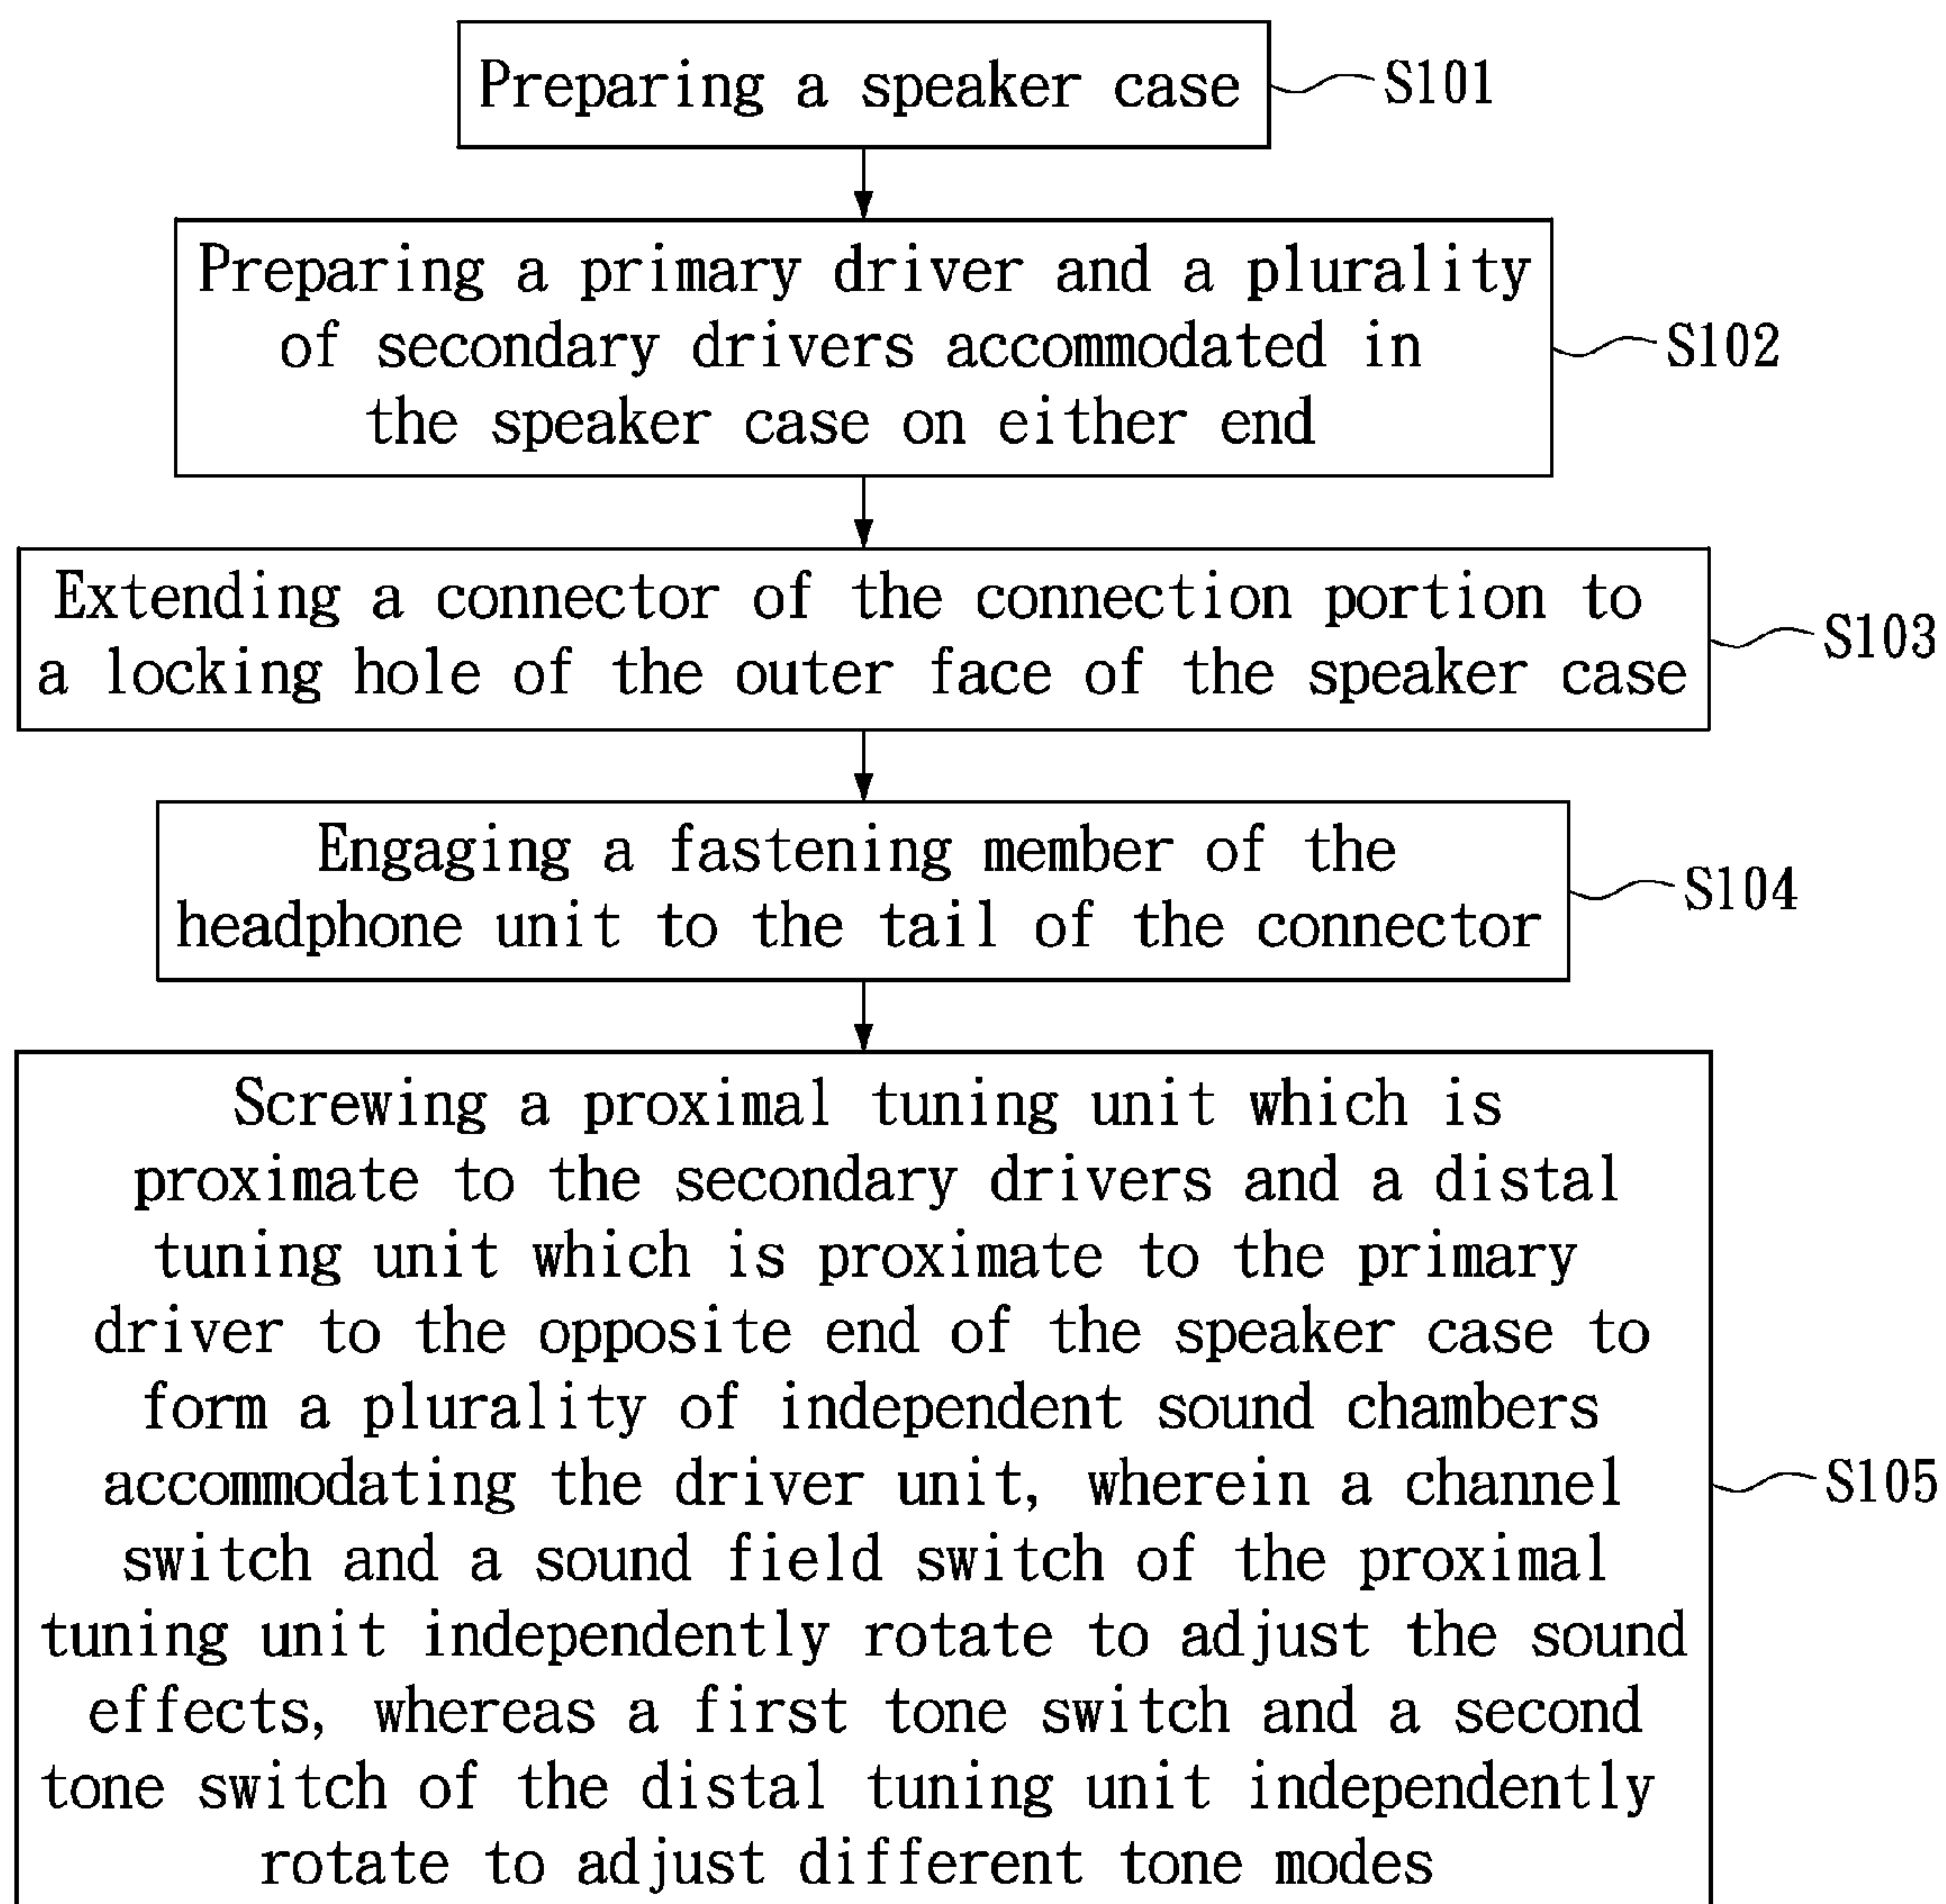 Preparing a speaker case
S101
Preparing a primary driver and a plurality
of secondary drivers accommodated in
the speaker case on either end
S102
Extending a connector of the connection portion to
a locking hole of the outer face of the speaker case
S103
Engaging a fastening member of the
headphone unit to the tail of the connector
S104
Screwing a proximal tuning unit which is
proximate to the secondary drivers and a distal
tuning unit which is proximate to the primary
driver to the opposite end of the speaker case to
form a plurality of independent sound chambers
accommodating the driver unit, wherein a channel
switch and a sound field switch of the proximal
tuning unit independently rotate to adjust the sound
effects, whereas a first tone switch and a second
tone switch of the distal tuning unit independently
rotate to adjust different tone modes
S105